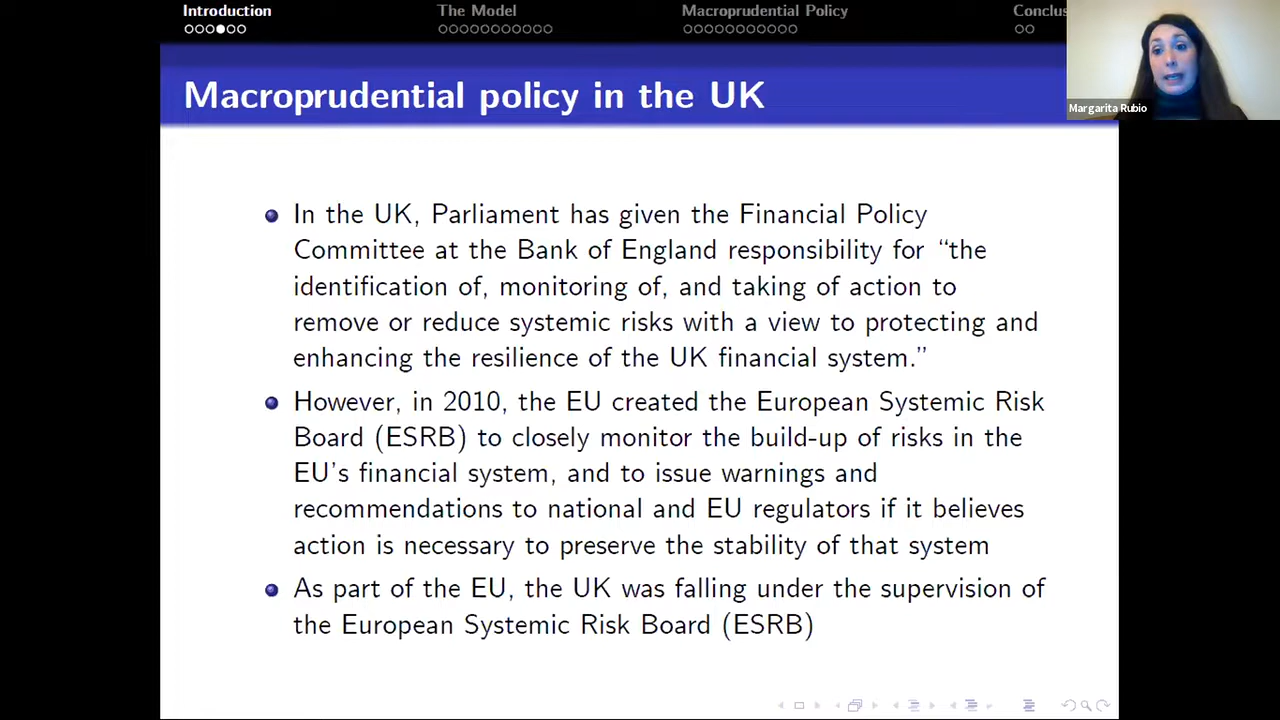 Introduction
The Model
Macroprudential Policy
Conclus
Margarita Rubio
Macroprudential policy in the UK
In the UK, Parliament has given the Financial Policy
Committee at the Bank of England responsibility for “the
identification of, monitoring of, and taking of action to
remove or reduce systemic risks with a view to protecting and
enhancing the resilience of the UK financial system.”
However, in 2010, the EU created the European Systemic Risk
Board (ESRB) to closely monitor the build-up of risks in the
EU's financial system, and to issue warnings and
recommendations to national and EU regulators if it believes
action is necessary to preserve the stability of that system
As part of the EU, the UK was falling under the supervision of
the European Systemic Risk Board (ESRB)